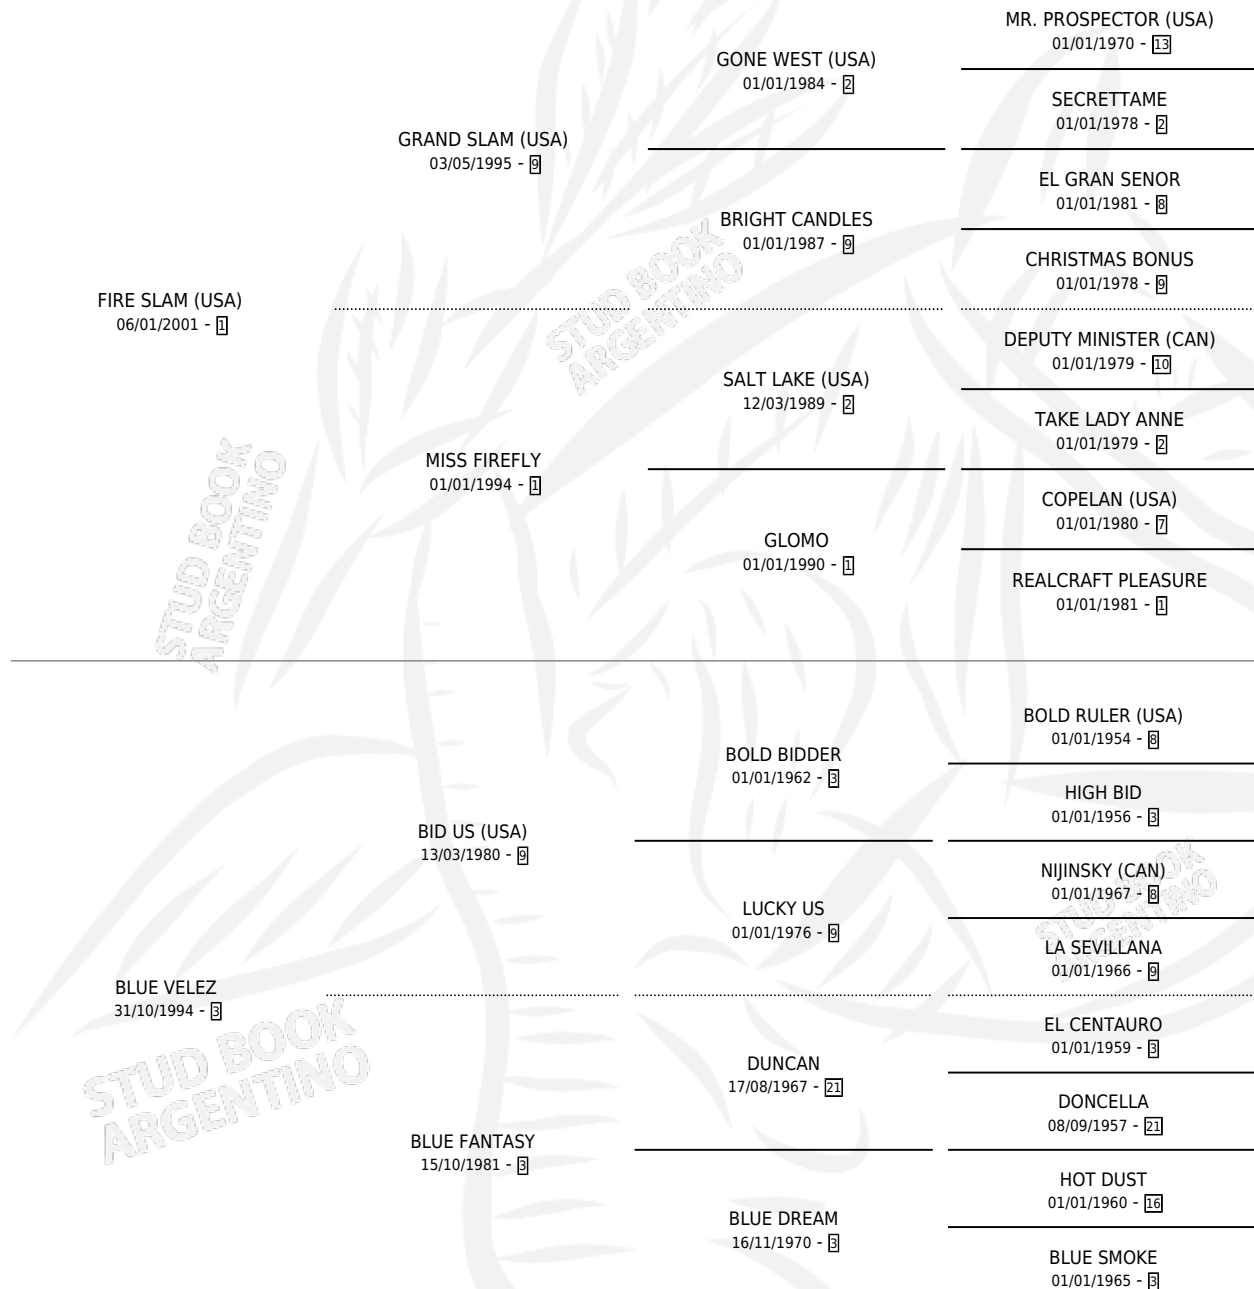 MR. PROSPECTOR (USA)
01/01/1970 - 13
GONE WEST (USA)
01/01/1984 - 2
SECRETTAME
01/01/1978 - 2
GRAND SLAM (USA)
03/05/1995 - 9
EL GRAN SENOR
01/01/1981 - 8
BRIGHT CANDLES
01/01/1987 - 9
CHRISTMAS BONUS
01/01/1978 - 9
FIRE SLAM (USA)
06/01/2001 - 1
DEPUTY MINISTER (CAN)
01/01/1979 - 10
SALT LAKE (USA)
12/03/1989 - 2
TAKE LADY ANNE
01/01/1979 - 2
MISS FIREFLY
01/01/1994 - 1
COPELAN (USA)
01/01/1980 - 7
GLOMO
01/01/1990 - 1
REALCRAFT PLEASURE
01/01/1981 - 1
BOLD RULER (USA)
01/01/1954 - 8
BOLD BIDDER
01/01/1962 - 3
HIGH BID
01/01/1956 - 3
BID US (USA)
13/03/1980 - 9
NIJINSKY (CAN)
01/01/1967 - 8
LUCKY US
01/01/1976 - 9
LA SEVILLANA
01/01/1966 - 9
BLUE VELEZ
31/10/1994 - 3
EL CENTAURO
01/01/1959 - 3
DUNCAN
17/08/1967 - 21
DONCELLA
08/09/1957 - 21
BLUE FANTASY
15/10/1981 - 3
HOT DUST
01/01/1960 - 16
BLUE DREAM
16/11/1970 - 3
BLUE SMOKE
01/01/1965 - 3
STUD BOOK
ARGENTINO
STUD BOOK
ARGENTINO
STUD BOOK
ARGENTINO
STUD BOOK
ARGENTINO